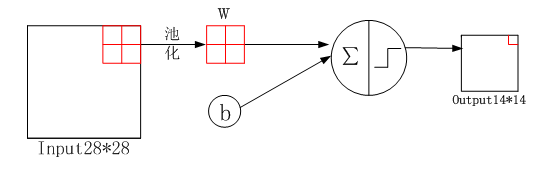 W
池
化
Σ
b
Output14*14
Input28*28